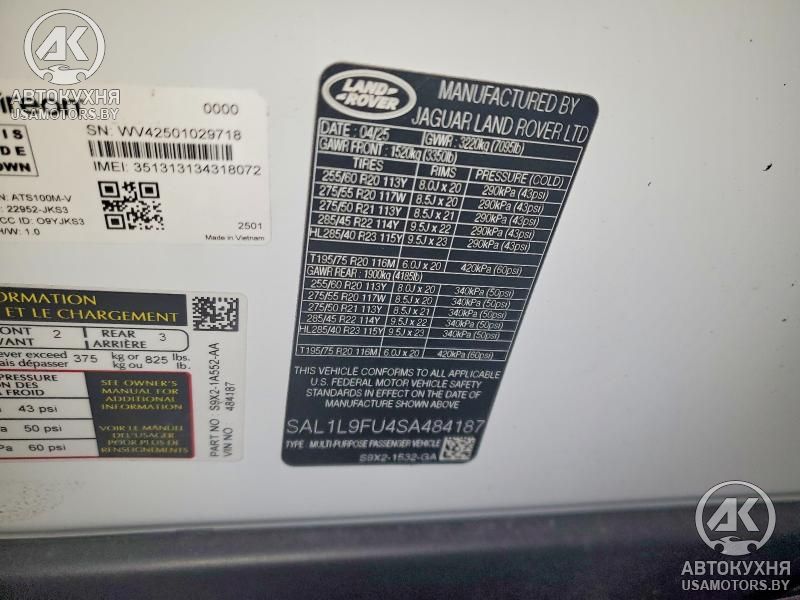 АК
АВТОКУХНЯ
USAMOTORS.BY
0000
SN: WV42501029718
IMEI: 351313134318072
ATS100M-V
22952-JKS3
ID: O9YJKS3
H/W: 1.0
2501
Made in Vietnam
LAND
ROVER
MANUFACTURED BY
JAGUAR LAND ROVER LTD
DATE 04/25 GVWR: 3220kg (7095lb)
GAWR FRONT: 1520kg (3350lb)
TIRES RIMS PRESSURE (COLD)
255/60 R20 113Y 8.0J x 20 290kPa (43psi)
275/55 R20 117W 8.5J x 20 290kPa (43psi)
275/50 R21 113Y 8.5J x 21 290kPa (43psi)
285/45 R22 114Y 9.5J x 22 290kPa (43psi)
HL285/40 R23 115Y 9.5J x 23 290kPa (43psi)
T195/75 R20 116M 6.0J x 20 420kPa (60psi)
GAWR REAR: 1900kg (4185lb)
255/60 R20 113Y 8.0J x 20 340kPa (50psi)
275/55 R20 117W 8.5J x 20 340kPa (50psi)
275/50 R21 113Y 8.5J x 21 340kPa (50psi)
285/45 R22 114Y 9.5J x 22 340kPa (50psi)
HL285/40 R23 115Y 9.5J x 23 340kPa (50psi)
T195/75 R20 116M 6.0J x 20 420kPa (60psi)
THIS VEHICLE CONFORMS TO ALL APPLICABLE
U.S. FEDERAL MOTOR VEHICLE SAFETY
STANDARDS IN EFFECT ON THE DATE OF
MANUFACTURE SHOWN ABOVE
SAL1L9FU4SA484187
TYPE MULTI-PURPOSE PASSENGER VEHICLE
S9X2-1532-GA
ORMATION
ET LE CHARGEMENT
ONT 2 REAR 3
VANT ARRIÈRE
ever exceed 375 kg or 825 lbs.
ais dépasser kg ou lb.
PRESSURE
ION DES
À FROID
43 psi
50 psi
Pa 60 psi
SEE OWNER'S
MANUAL FOR
ADDITIONAL
INFORMATION
VOIR LE MANUEL
DE L'USAGER
POUR PLUS DE
RENSEIGNEMENTS
PART NO S9X2-1A552-AA
VIN NO 484187
АК
АВТОКУХНЯ
USAMOTORS.BY